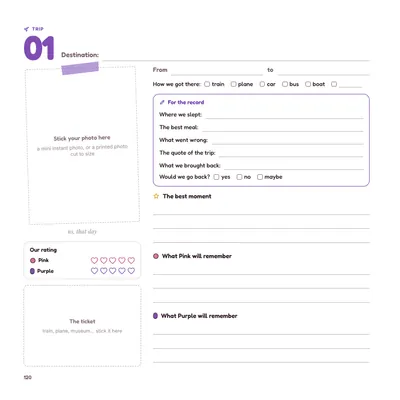 TRIP
01
Destination:
Stick your photo here
a mini instant photo, or a printed photo
cut to size
us, that day
Our rating
Pink
Purple
The ticket
train, plane, museum... stick it here
From
to
How we got there: train plane car bus boat
For the record
Where we slept:
The best meal:
What went wrong:
The quote of the trip:
What we brought back:
Would we go back? yes no maybe
The best moment
What Pink will remember
What Purple will remember
120